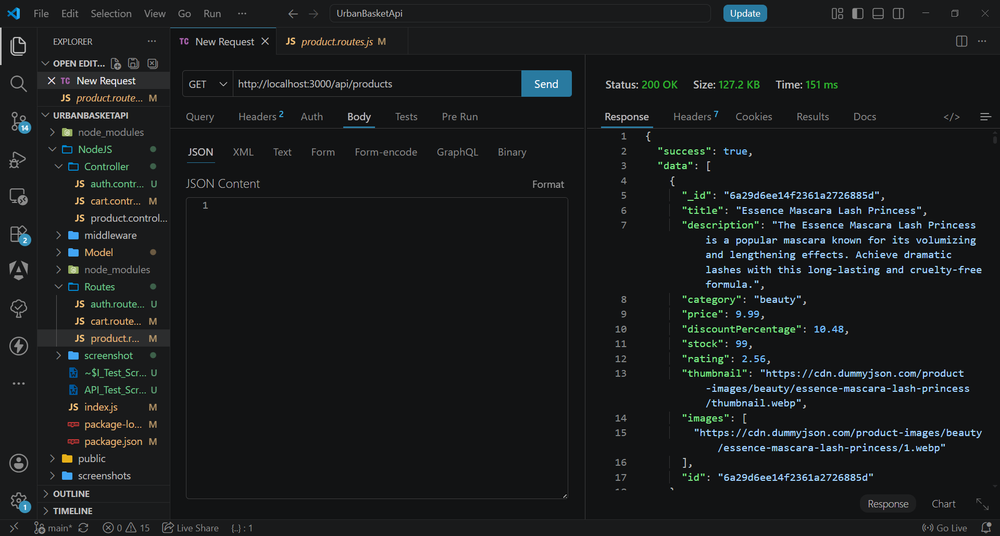 File Edit Selection View Go Run ··· UrbanBasketApi Update
EXPLORER ···
OPEN EDIT...
TC New Request
JS product.route... M
URBANBASKETAPI
node_modules
NodeJS
Controller
JS auth.contr... U
JS cart.contr... M
JS product.control...
middleware
Model
node_modules
Routes
JS auth.route... U
JS cart.route... M
JS product.r... M
screenshot
~$I_Test_Scr... U
API_Test_Scr... U
JS index.js M
package-lo... M
package.json M
public
screenshots
OUTLINE
TIMELINE
14
2
1
TC New Request JS product.routes.js M
GET http://localhost:3000/api/products Send
Query Headers 2 Auth Body Tests Pre Run
JSON XML Text Form Form-encode GraphQL Binary
JSON Content Format
1
Status: 200 OK Size: 127.2 KB Time: 151 ms
Response Headers 7 Cookies Results Docs </>
1 {
2 "success": true,
3 "data": [
4 {
5 "_id": "6a29d6ee14f2361a2726885d",
6 "title": "Essence Mascara Lash Princess",
7 "description": "The Essence Mascara Lash Princess
is a popular mascara known for its volumizing
and lengthening effects. Achieve dramatic
lashes with this long-lasting and cruelty-free
formula.",
8 "category": "beauty",
9 "price": 9.99,
10 "discountPercentage": 10.48,
11 "stock": 99,
12 "rating": 2.56,
13 "thumbnail": "https://cdn.dummyjson.com/product
-images/beauty/essence-mascara-lash-princess
/thumbnail.webp",
14 "images": [
15 "https://cdn.dummyjson.com/product-images/beauty
/essence-mascara-lash-princess/1.webp"
16 ],
17 "id": "6a29d6ee14f2361a2726885d"
Response Chart
main* 0 15 Live Share {..} : 1 Go Live